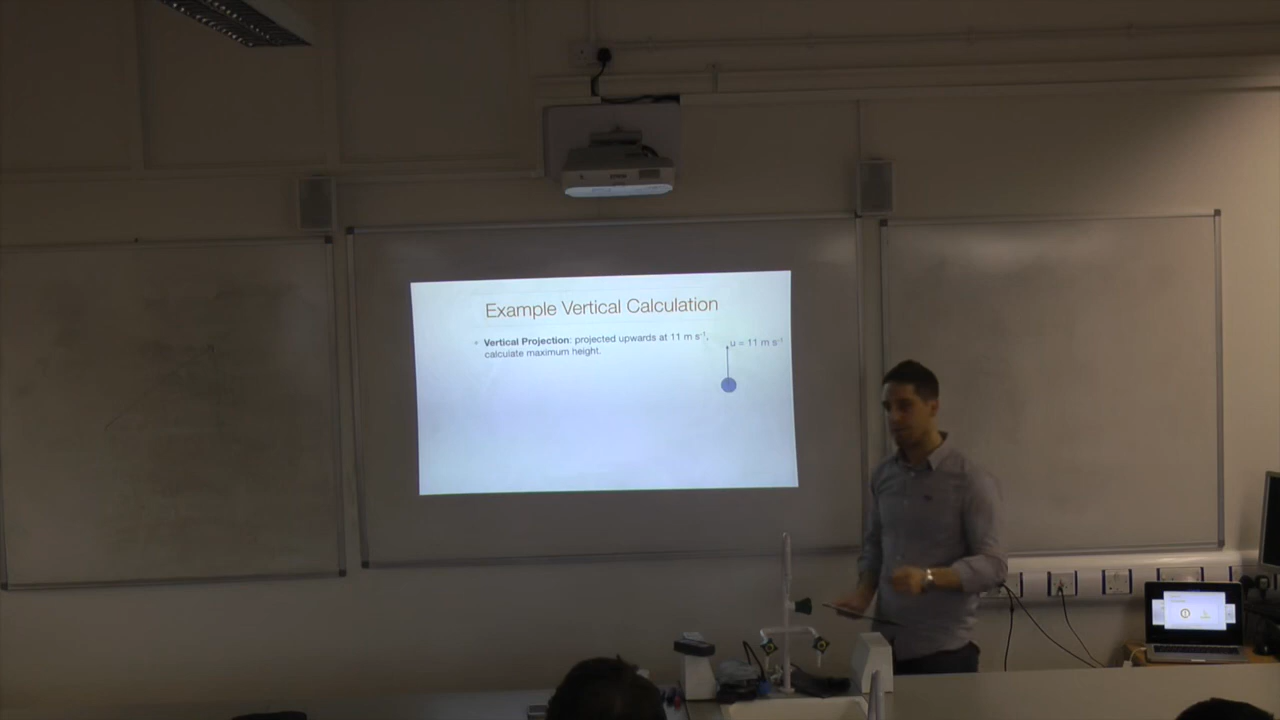 Example Vertical Calculation
Vertical Projection: projected upwards at 11 m s⁻¹,
calculate maximum height.
u = 11 m s⁻¹